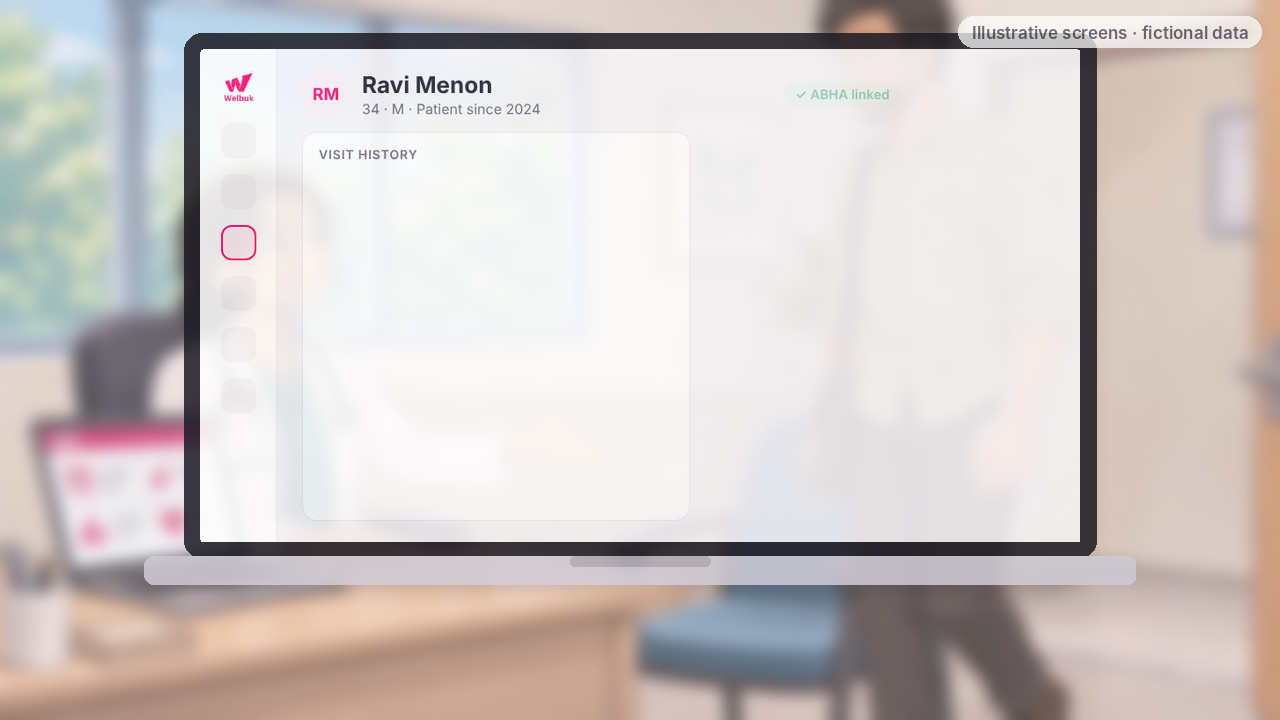 Illustrative screens · fictional data
Welbuk
RM
Ravi Menon
34 · M · Patient since 2024
✓ ABHA linked
VISIT HISTORY